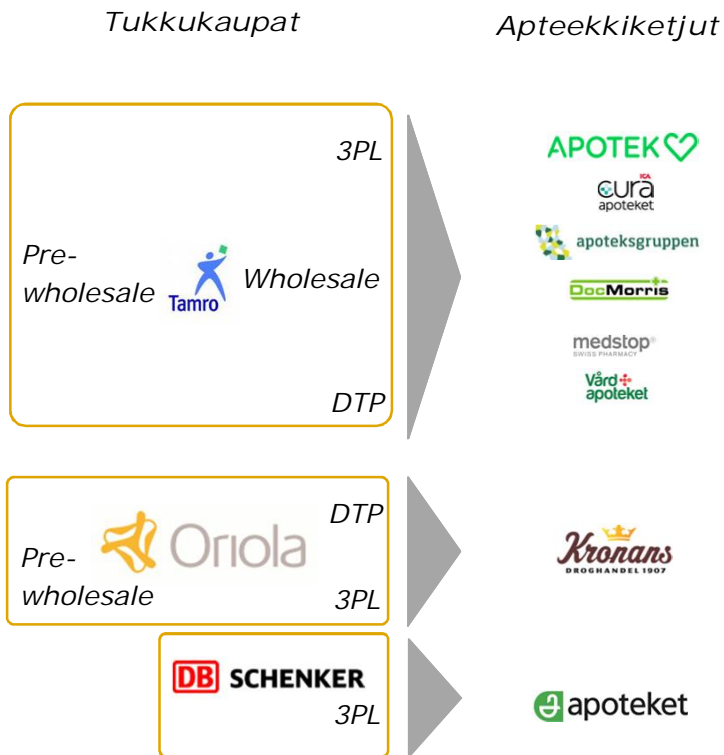 Tukkukaupat
Apteekkiketjut
3PL
Pre-
wholesale
Tamro
Wholesale
DTP
APOTEK
ICA
cura
apoteket
apoteksgruppen
DocMorris
medstop®
SWISS PHARMACY
Vård
apoteket
DTP
Oriola
Pre-
wholesale
3PL
Kronans
DROGHANDEL 1907
DB SCHENKER
3PL
apoteket